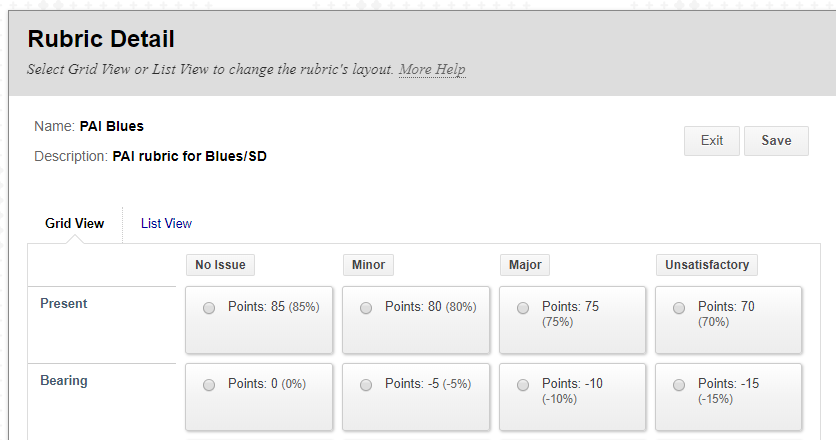 Rubric Detail
Select Grid View or List View to change the rubric's layout. More Help
Name: PAI Blues
Description: PAI rubric for Blues/SD
Exit Save
Grid View List View
No Issue Minor Major Unsatisfactory
Present Points: 85 (85%) Points: 80 (80%) Points: 75 (75%) Points: 70 (70%)
Bearing Points: 0 (0%) Points: -5 (-5%) Points: -10 (-10%) Points: -15 (-15%)